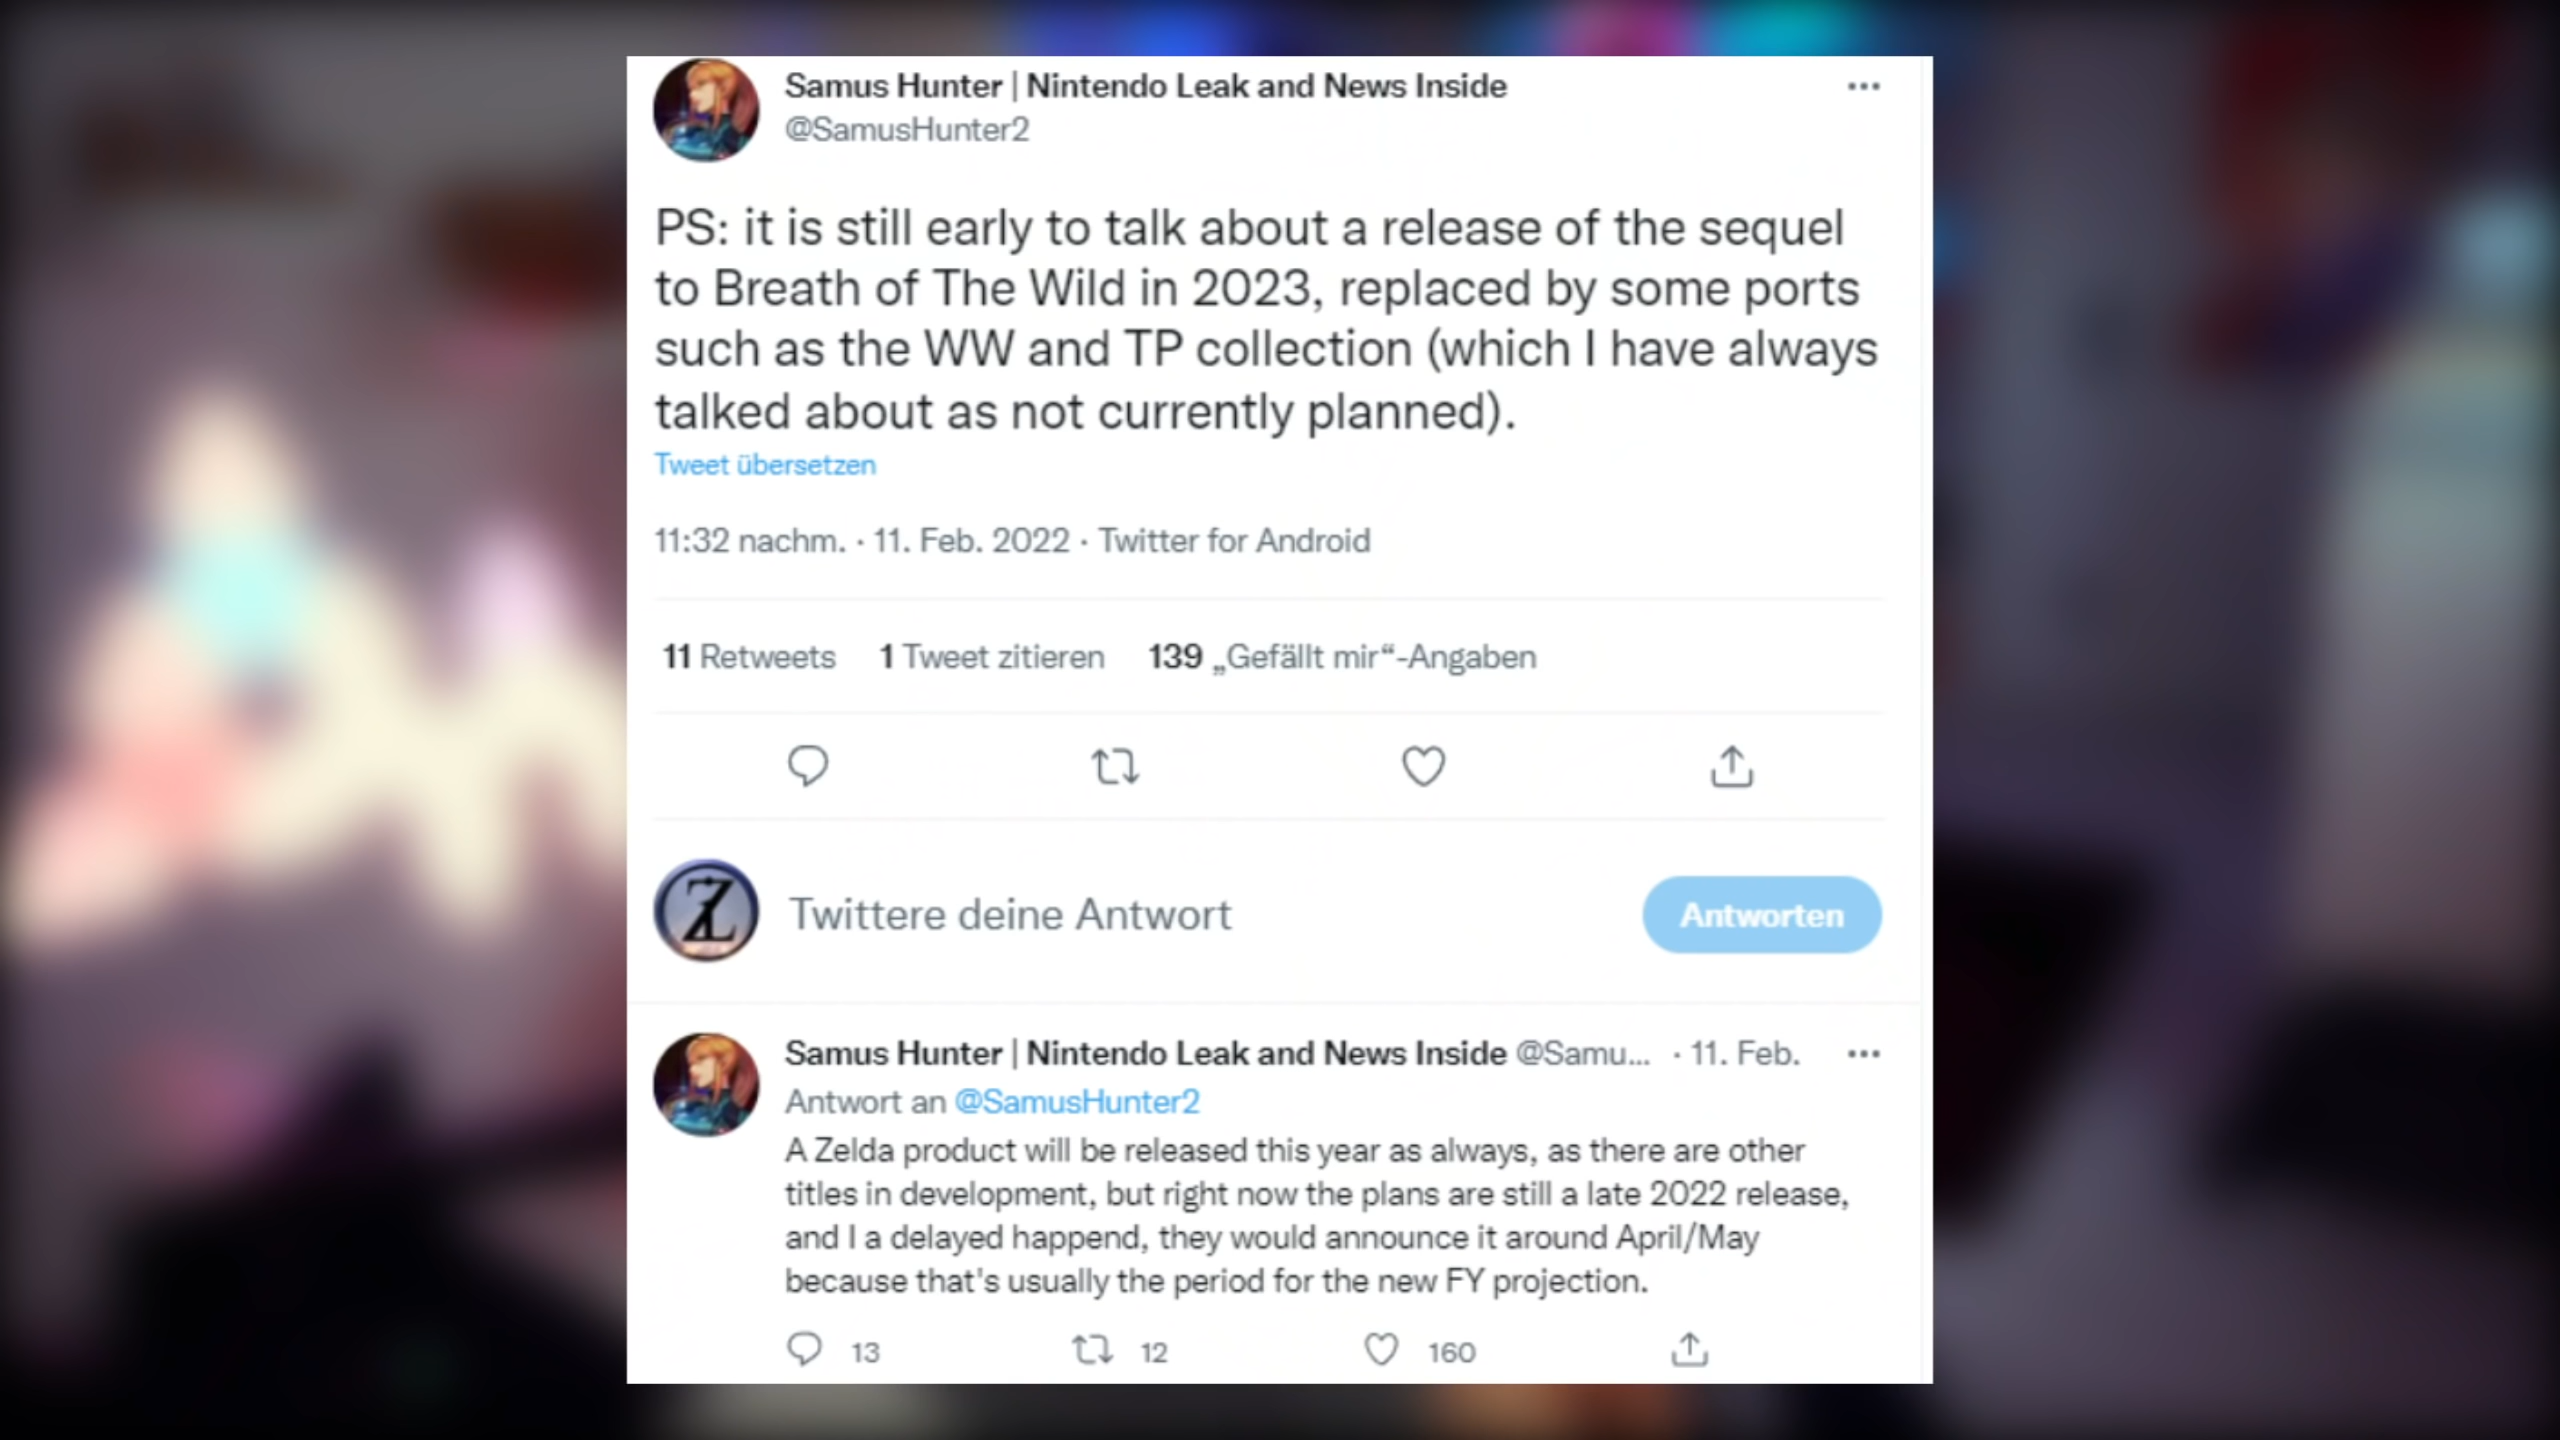 Samus Hunter | Nintendo Leak and News Inside
@SamusHunter2
PS: it is still early to talk about a release of the sequel
to Breath of The Wild in 2023, replaced by some ports
such as the WW and TP collection (which I have always
talked about as not currently planned).
Tweet übersetzen
11:32 nachm. · 11. Feb. 2022 · Twitter for Android
11 Retweets 1 Tweet zitieren 139 „Gefällt mir“-Angaben
Twittere deine Antwort
Antworten
Samus Hunter | Nintendo Leak and News Inside @Samu... · 11. Feb.
Antwort an @SamusHunter2
A Zelda product will be released this year as always, as there are other
titles in development, but right now the plans are still a late 2022 release,
and I a delayed happend, they would announce it around April/May
because that's usually the period for the new FY projection.
13 12 160